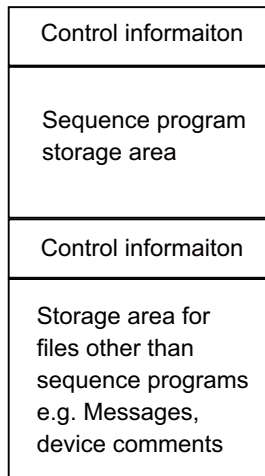 Control informaiton
Sequence program
storage area
Control informaiton
Storage area for
files other than
sequence programs
e.g. Messages,
device comments